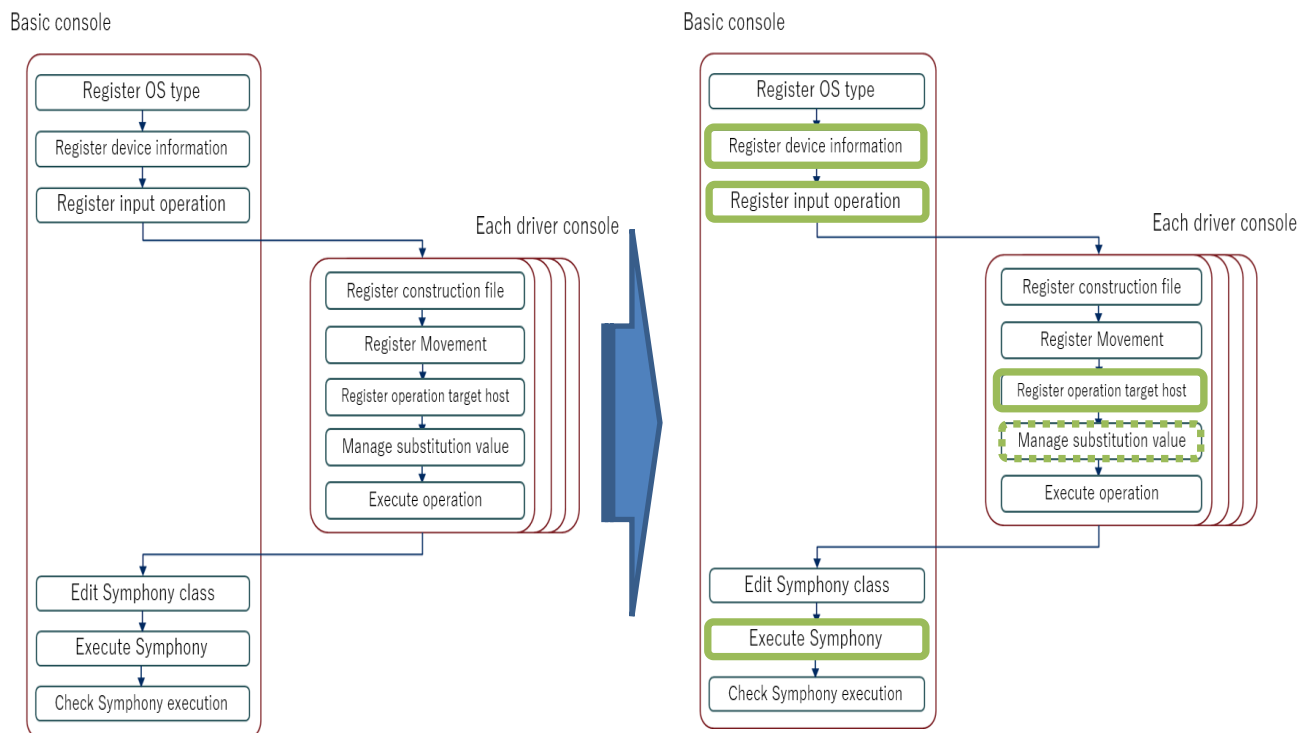 Basic console
Register OS type
Register device information
Register input operation
Each driver console
Register construction file
Register Movement
Register operation target host
Manage substitution value
Execute operation
Edit Symphony class
Execute Symphony
Check Symphony execution
Basic console
Register OS type
Register device information
Register input operation
Each driver console
Register construction file
Register Movement
Register operation target host
Manage substitution value
Execute operation
Edit Symphony class
Execute Symphony
Check Symphony execution